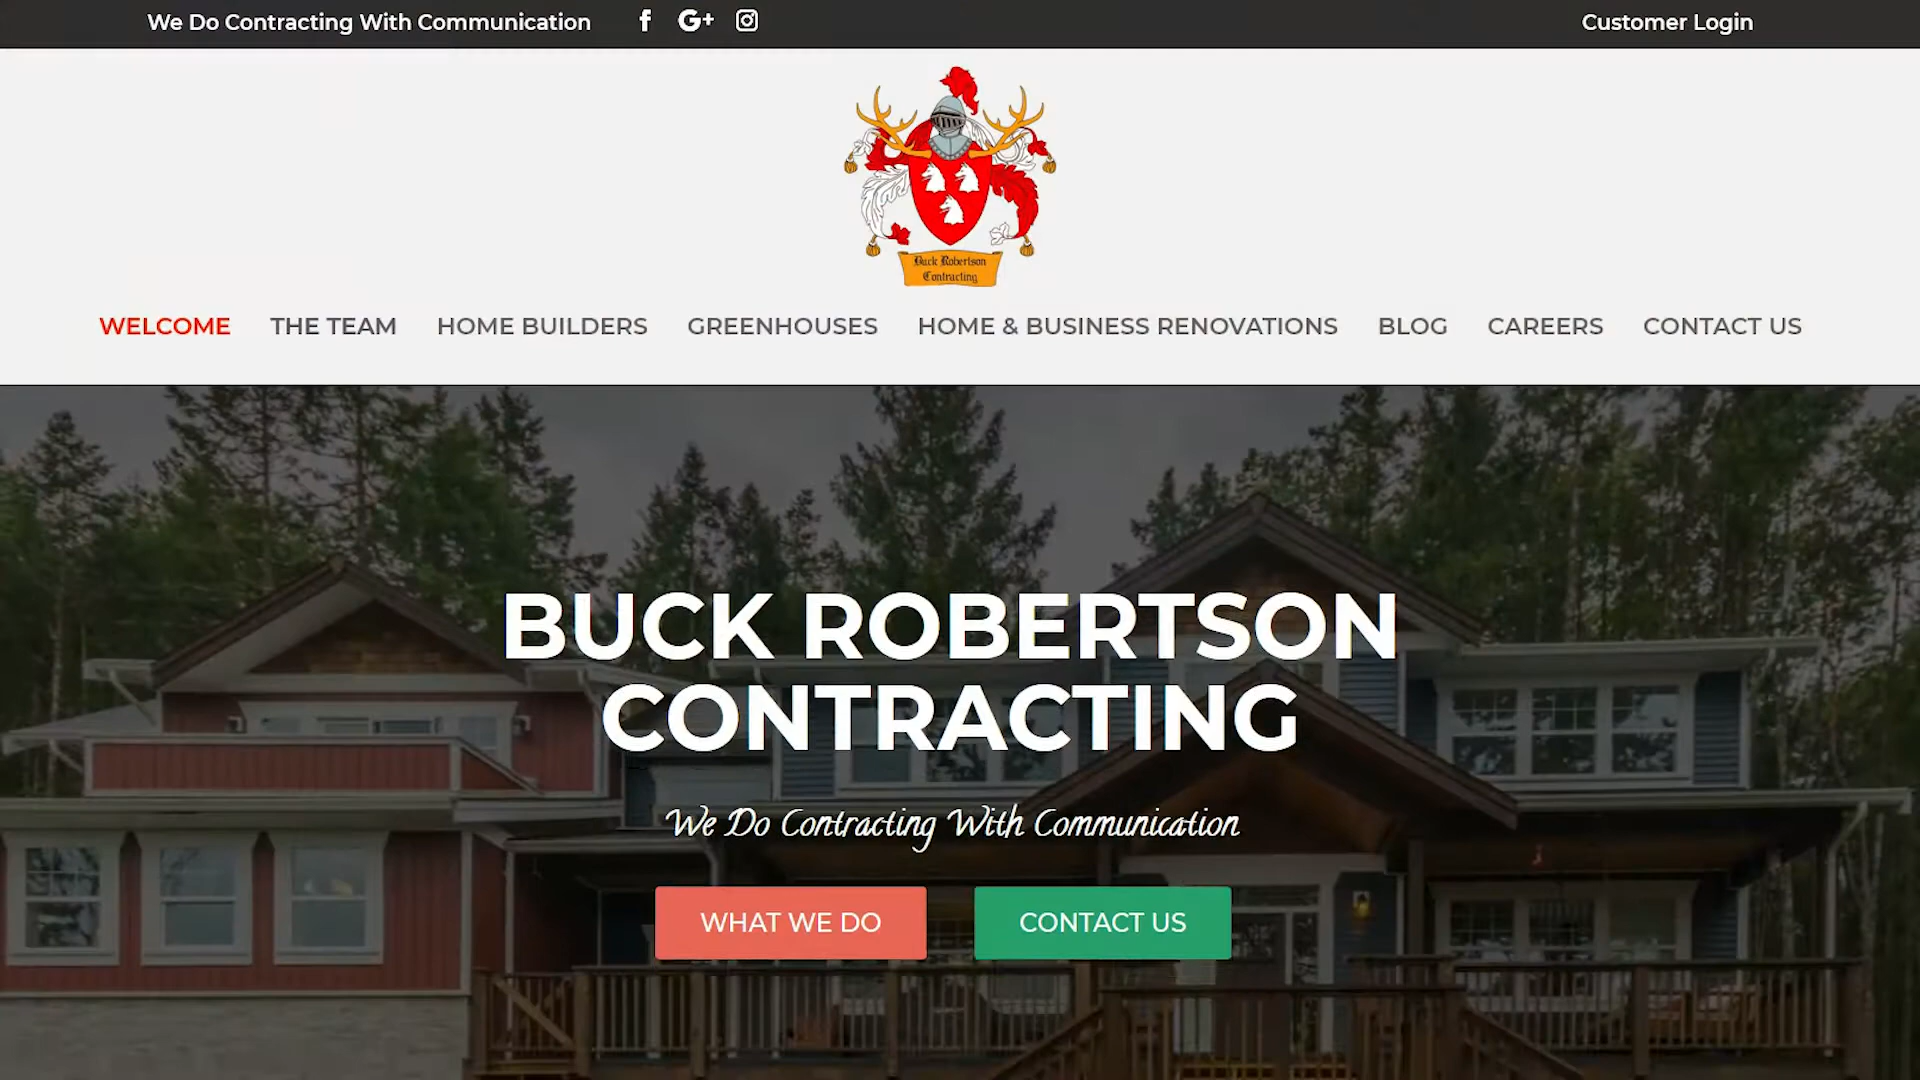 We Do Contracting With Communication
Customer Login
Buck Robertson
Contracting
WELCOME THE TEAM HOME BUILDERS GREENHOUSES HOME & BUSINESS RENOVATIONS BLOG CAREERS CONTACT US
BUCK ROBERTSON
CONTRACTING
We Do Contracting With Communication
WHAT WE DO CONTACT US